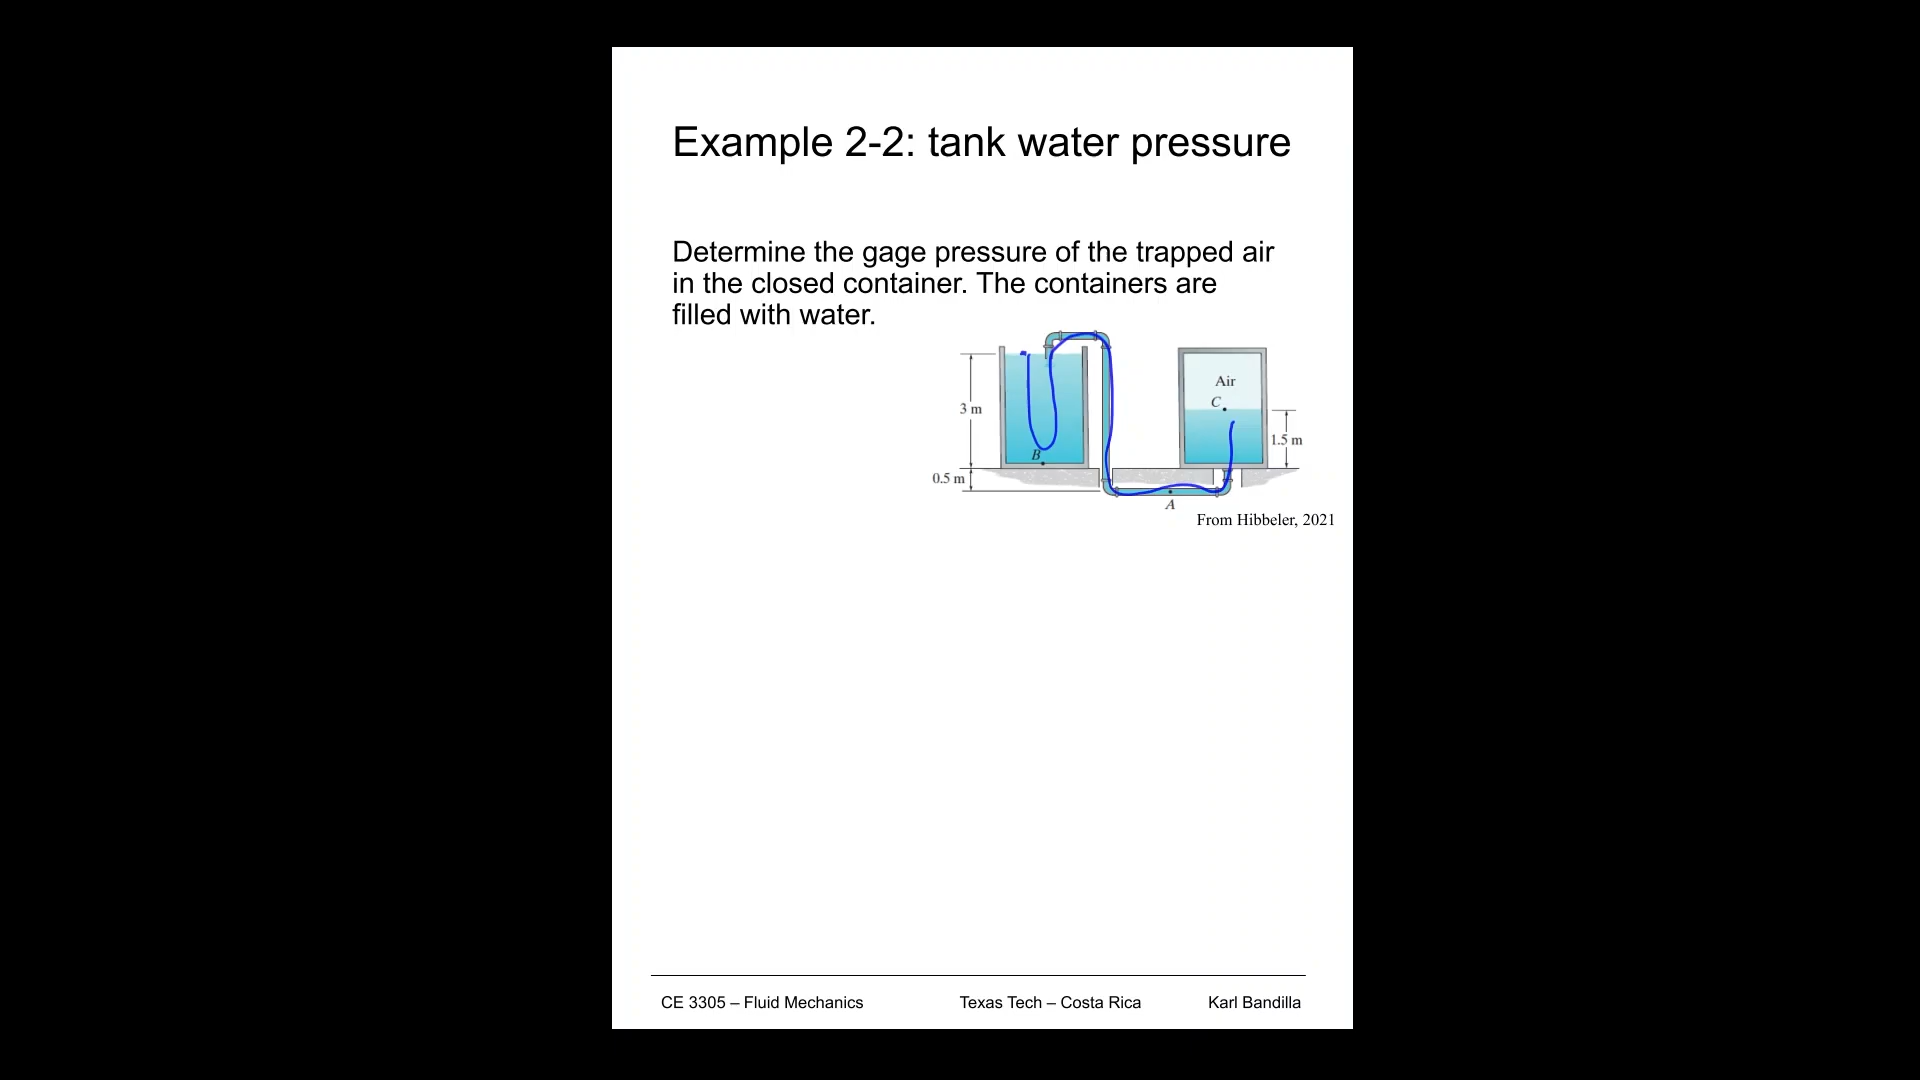 Example 2-2: tank water pressure
Determine the gage pressure of the trapped air
in the closed container. The containers are
filled with water.
Air
C
3 m
1.5 m
B
0.5 m
A
From Hibbeler, 2021
CE 3305 – Fluid Mechanics
Texas Tech – Costa Rica
Karl Bandilla